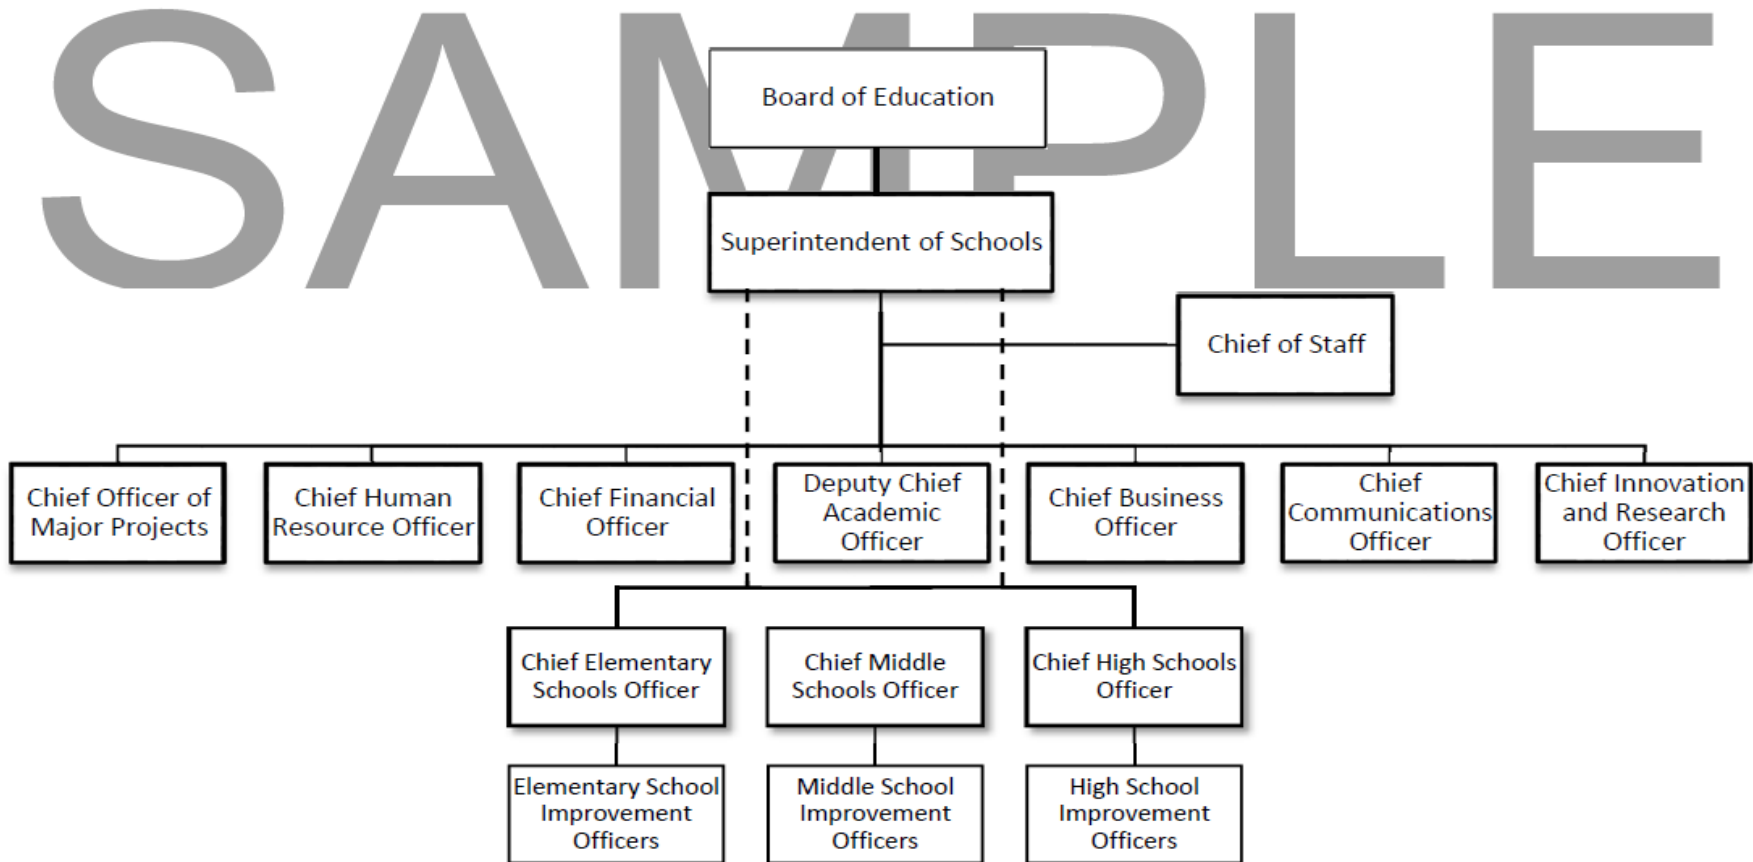 SAMPLE
Board of Education
Superintendent of Schools
Chief of Staff
Chief Officer of
Major Projects
Chief Human
Resource Officer
Chief Financial
Officer
Deputy Chief
Academic
Officer
Chief Business
Officer
Chief
Communications
Officer
Chief Innovation
and Research
Officer
Chief Elementary
Schools Officer
Chief Middle
Schools Officer
Chief High Schools
Officer
Elementary School
Improvement
Officers
Middle School
Improvement
Officers
High School
Improvement
Officers